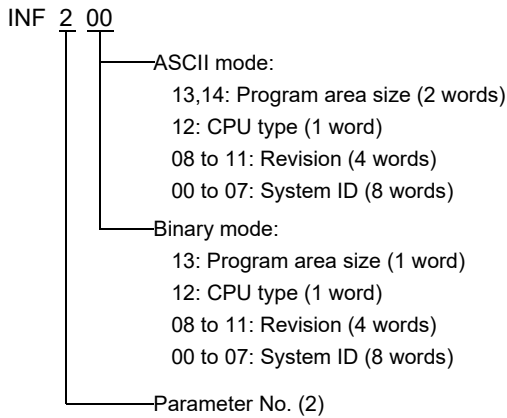 INF 2 00
ASCII mode:
13,14: Program area size (2 words)
12: CPU type (1 word)
08 to 11: Revision (4 words)
00 to 07: System ID (8 words)
Binary mode:
13: Program area size (1 word)
12: CPU type (1 word)
08 to 11: Revision (4 words)
00 to 07: System ID (8 words)
Parameter No. (2)